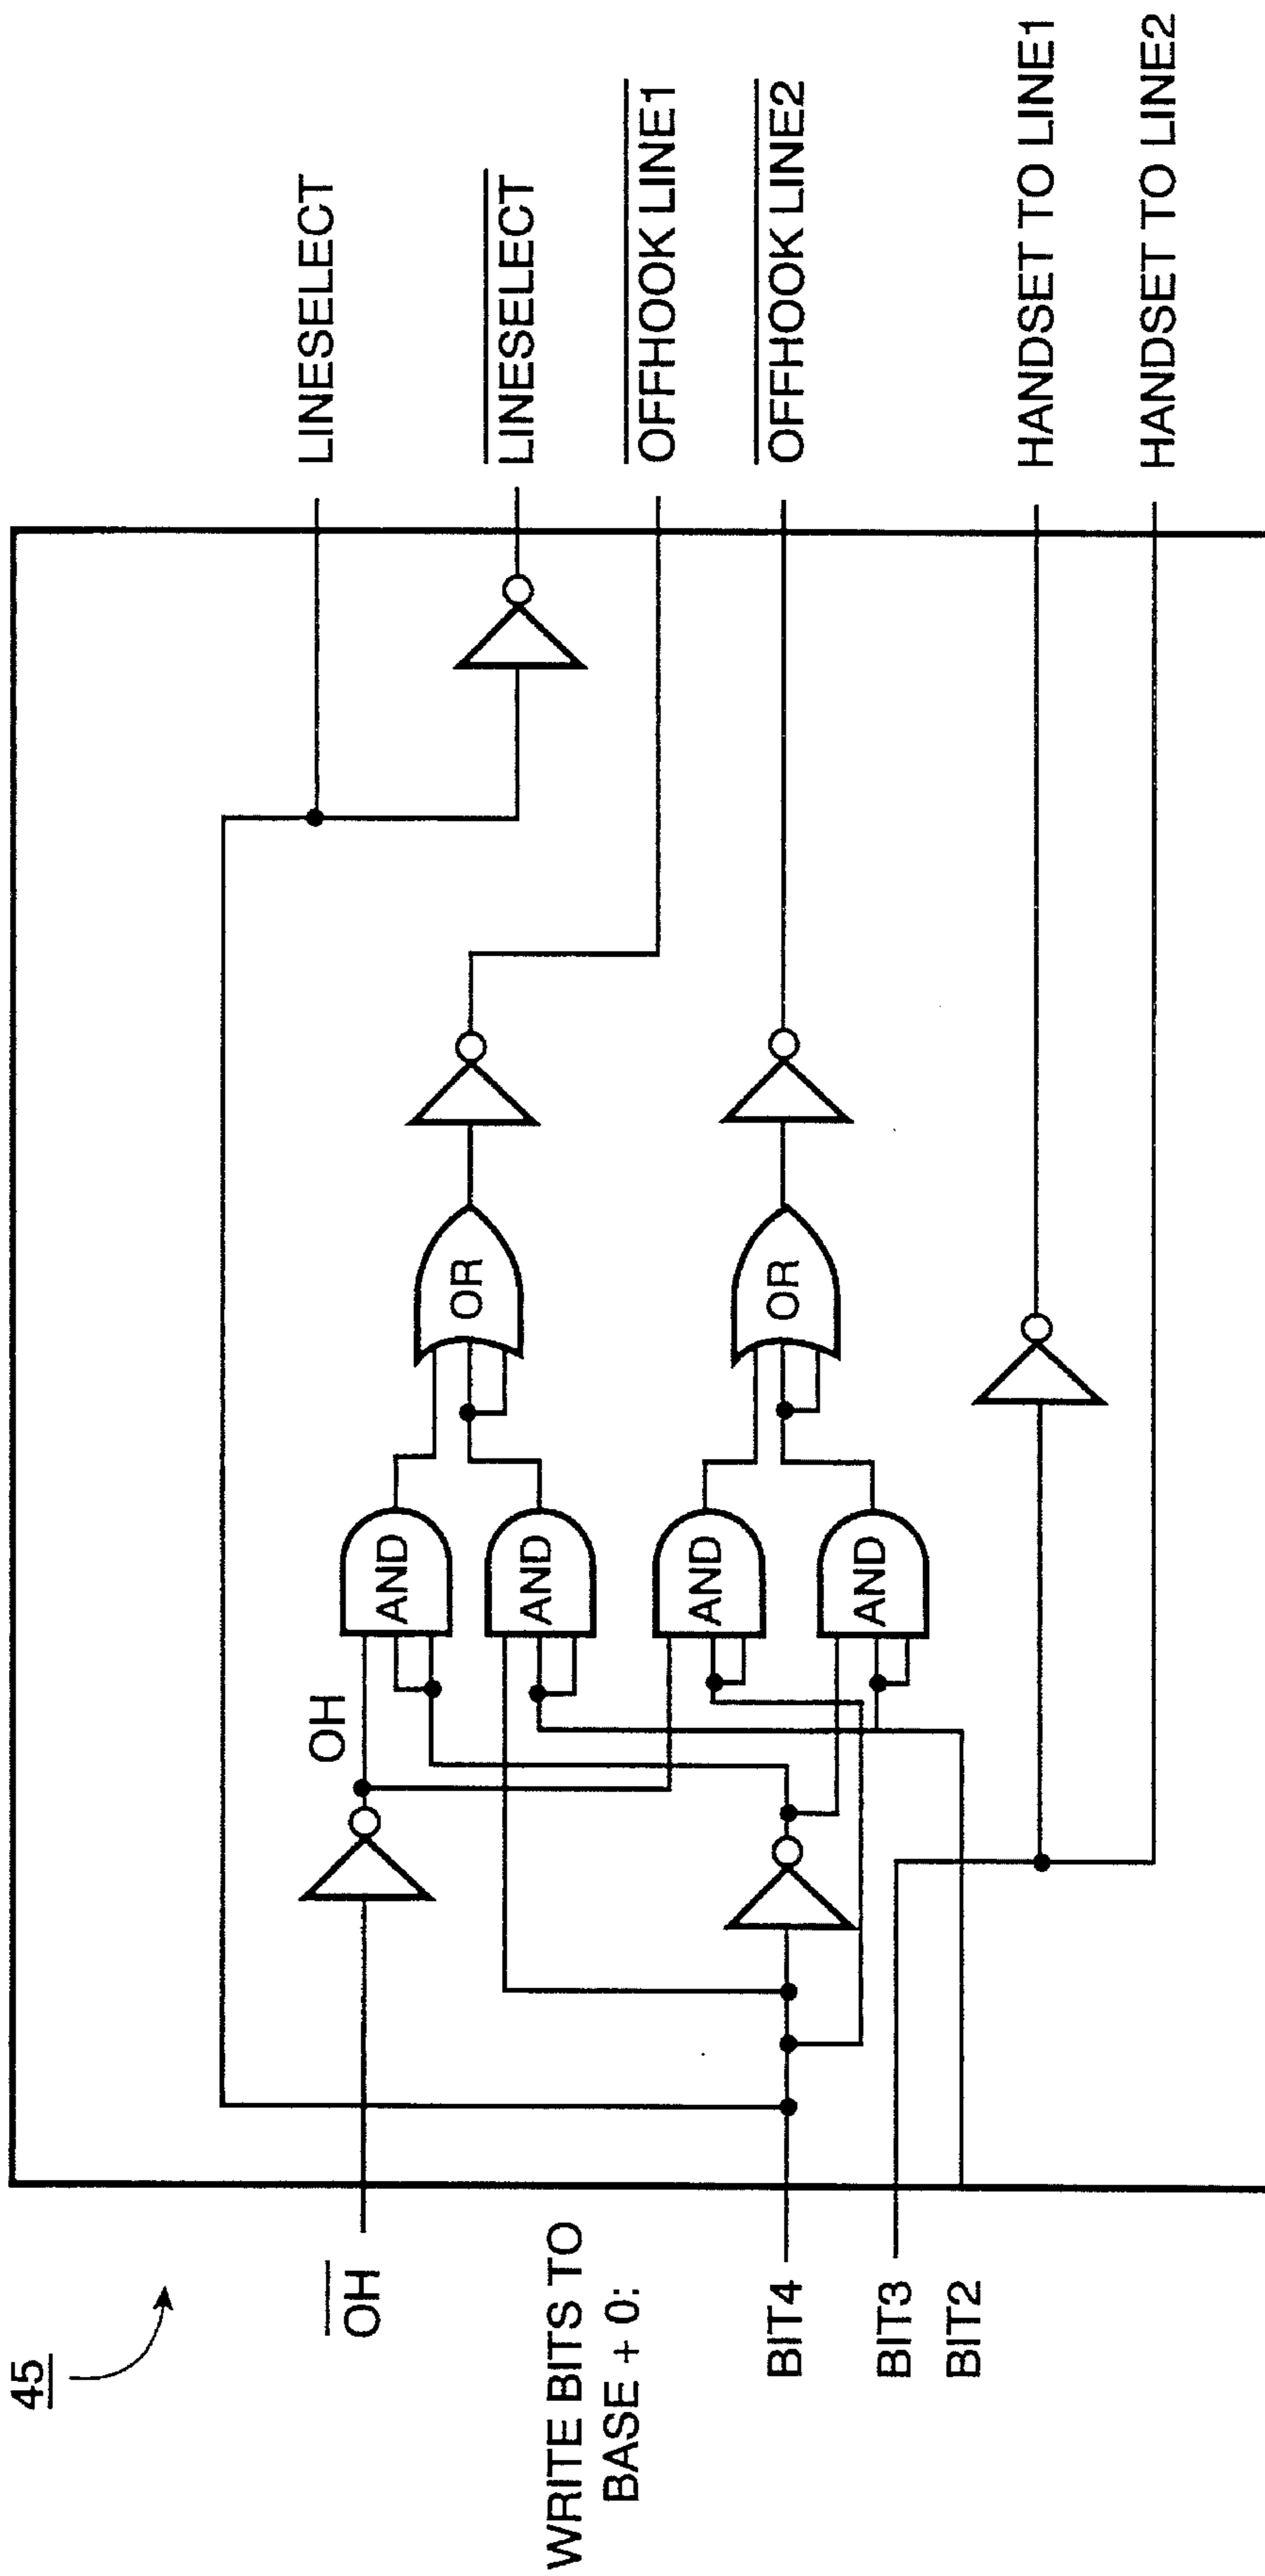 45
OH
WRITE BITS TO
BASE + 0:
BIT4
BIT3
BIT2
OH
AND
AND
AND
AND
OR
OR
LINESELECT
LINESELECT
OFFHOOK LINE1
OFFHOOK LINE2
HANDSET TO LINE1
HANDSET TO LINE2